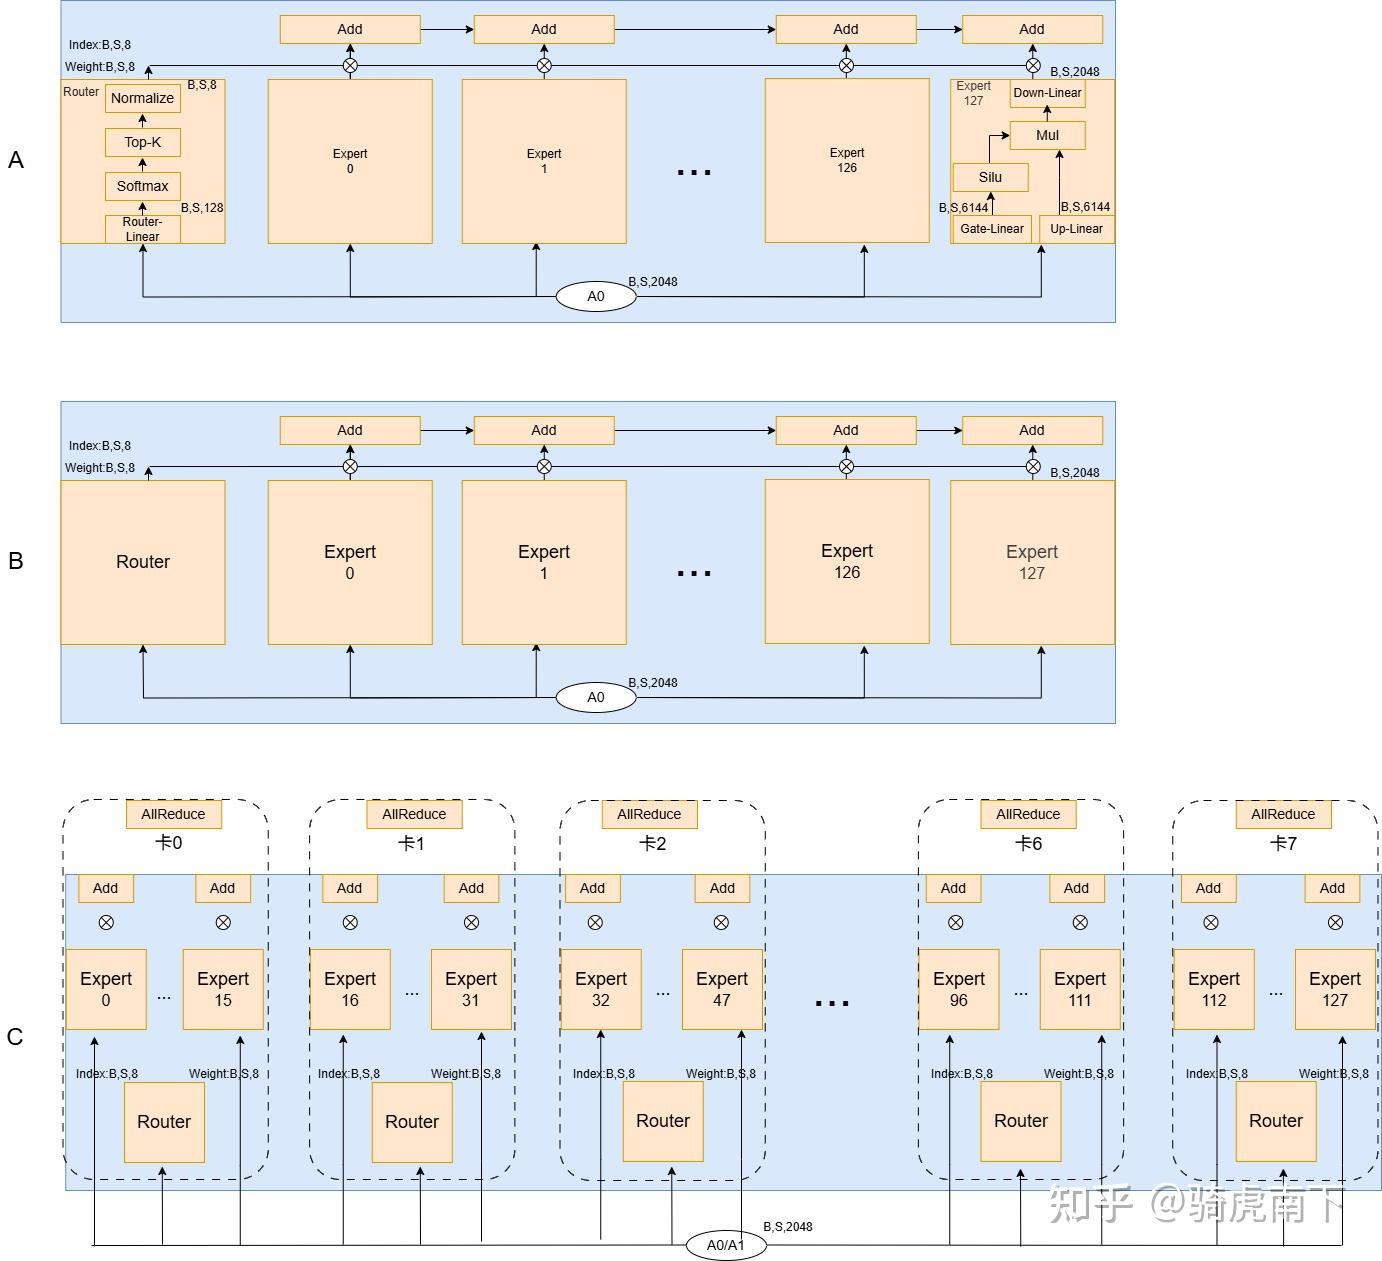 Add Add Add Add
Index:B,S,8
Weight:B,S,8
B,S,2048
Router
B,S,8
Normalize
Top-K
Softmax
B,S,128
Router-
Linear
Expert
0
Expert
1
...
Expert
126
Expert
127
Down-Linear
Mul
Silu
B,S,6144
B,S,6144
Gate-Linear
Up-Linear
A
A0
B,S,2048
Add Add Add Add
Index:B,S,8
Weight:B,S,8
B,S,2048
Router
Expert
0
Expert
1
...
Expert
126
Expert
127
B
A0
B,S,2048
AllReduce AllReduce AllReduce AllReduce AllReduce
卡0 卡1 卡2 卡6 卡7
Add Add Add Add Add Add Add Add Add Add
Expert
0
...
Expert
15
Expert
16
...
Expert
31
Expert
32
...
Expert
47
...
Expert
96
...
Expert
111
Expert
112
...
Expert
127
C
Index:B,S,8 Weight:B,S,8 Index:B,S,8 Weight:B,S,8 Index:B,S,8 Weight:B,S,8 Index:B,S,8 Weight:B,S,8 Index:B,S,8 Weight:B,S,8
Router Router Router Router Router
知乎 @骑虎南下
A0/A1
B,S,2048